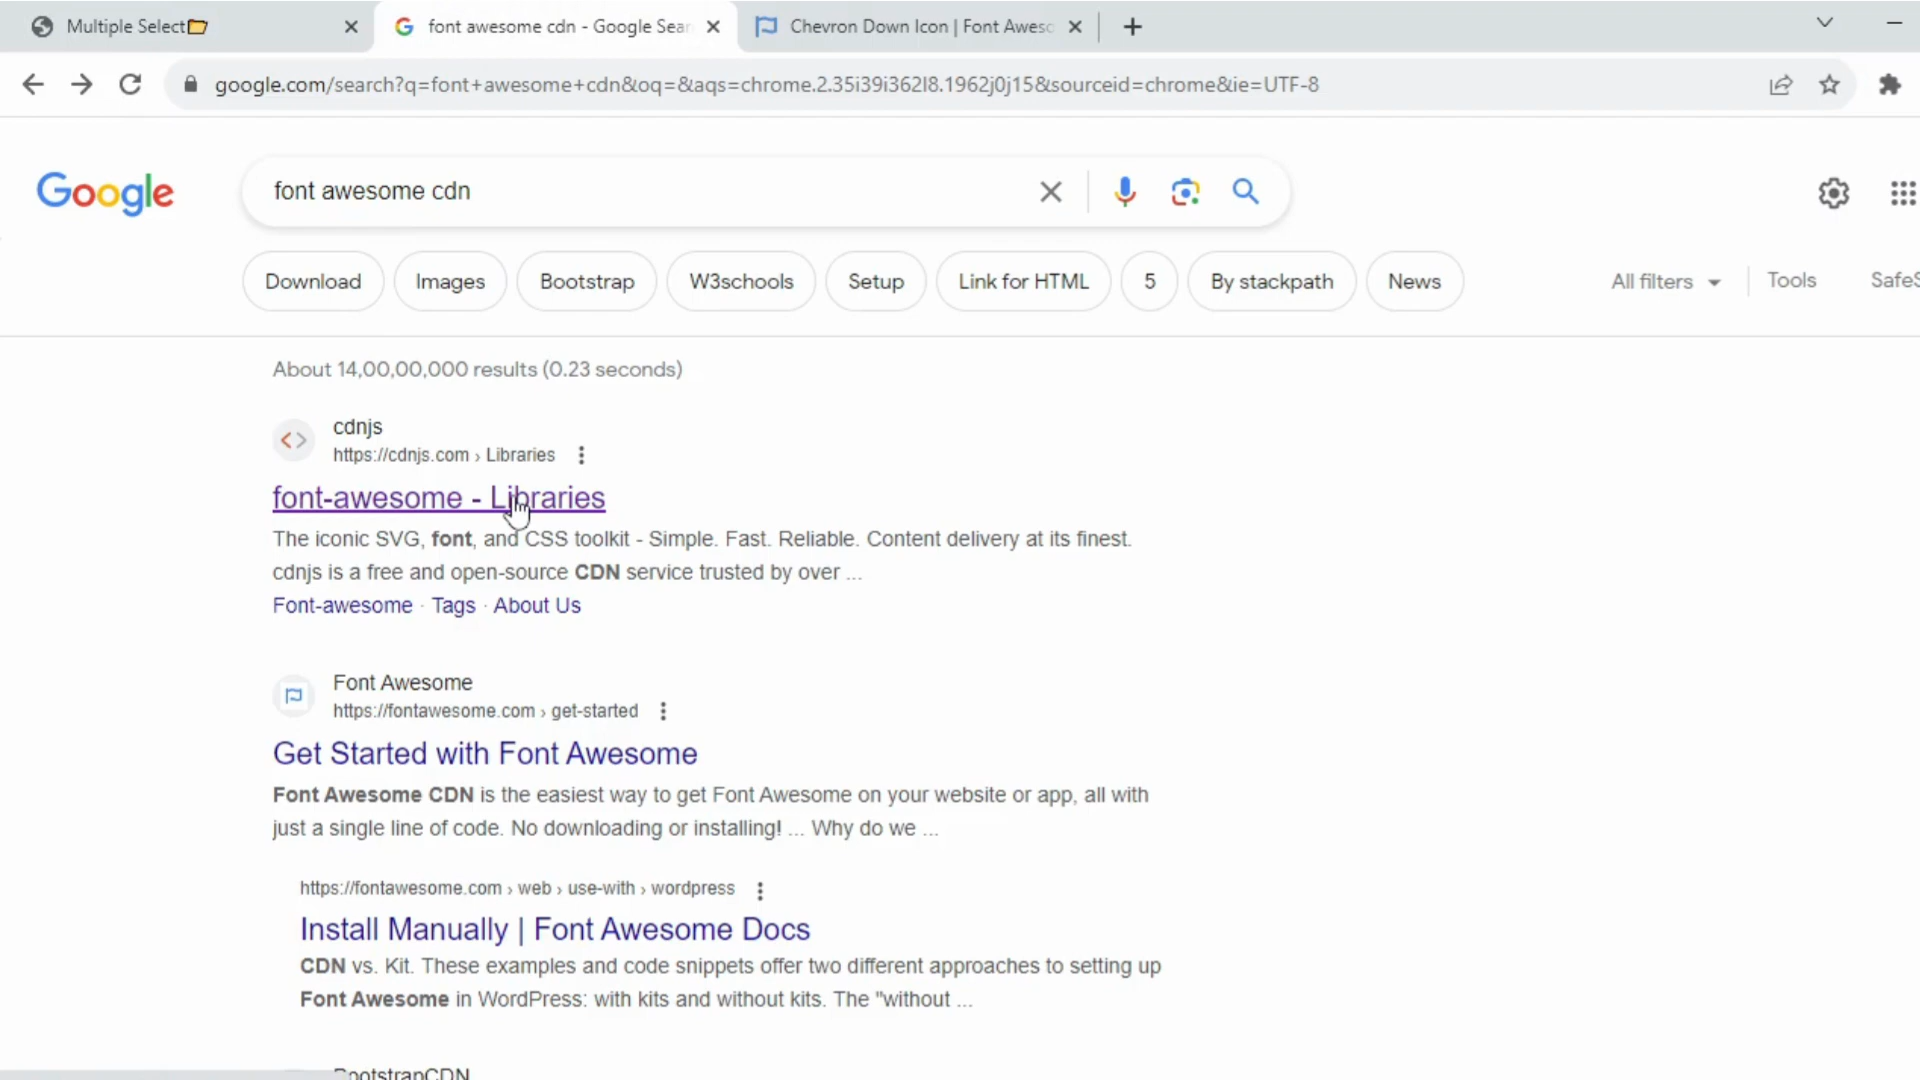 Multiple Select
font awesome cdn - Google Sear
Chevron Down Icon | Font Aweso
google.com/search?q=font+awesome+cdn&oq=&aqs=chrome.2.35i39i362l8.1962j0j15&sourceid=chrome&ie=UTF-8
Google
font awesome cdn
Download
Images
Bootstrap
W3schools
Setup
Link for HTML
5
By stackpath
News
All filters
Tools
SafeS
About 14,00,00,000 results (0.23 seconds)
cdnjs
https://cdnjs.com › Libraries
font-awesome - Libraries
The iconic SVG, font, and CSS toolkit - Simple. Fast. Reliable. Content delivery at its finest.
cdnjs is a free and open-source CDN service trusted by over ...
Font-awesome · Tags · About Us
Font Awesome
https://fontawesome.com › get-started
Get Started with Font Awesome
Font Awesome CDN is the easiest way to get Font Awesome on your website or app, all with
just a single line of code. No downloading or installing! ... Why do we ...
https://fontawesome.com › web › use-with › wordpress
Install Manually | Font Awesome Docs
CDN vs. Kit. These examples and code snippets offer two different approaches to setting up
Font Awesome in WordPress: with kits and without kits. The "without ...
BootstrapCDN